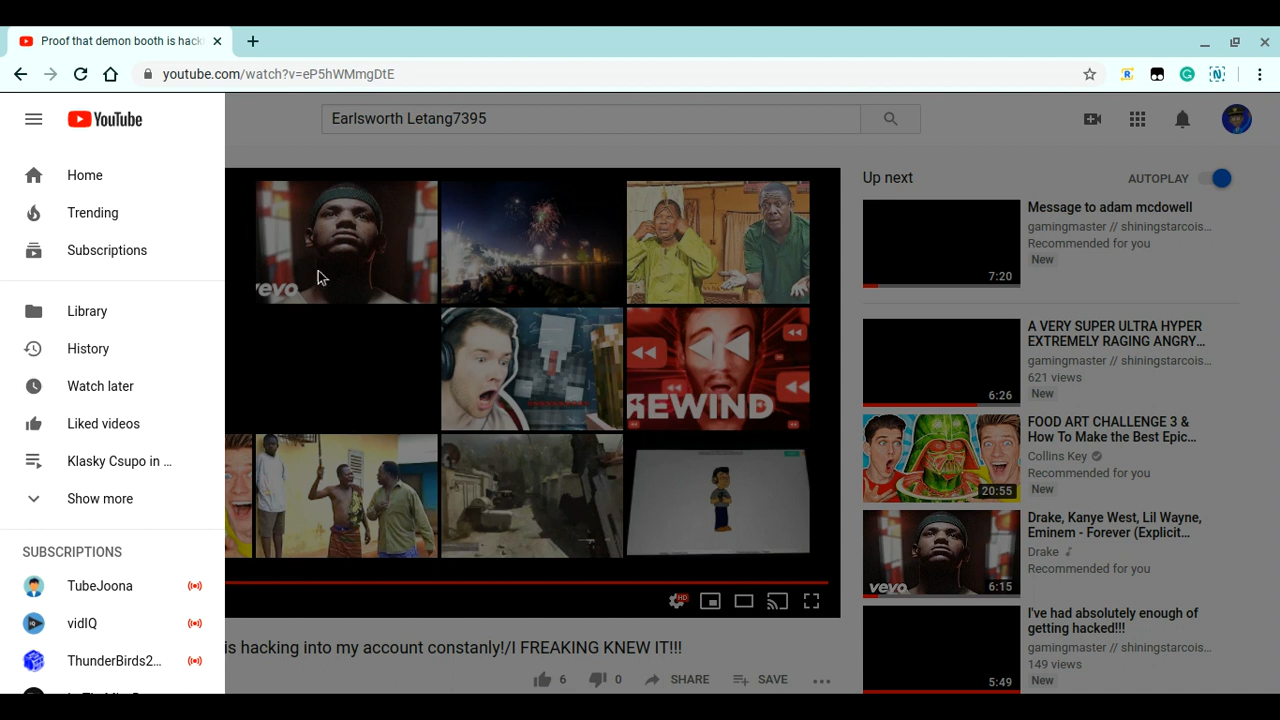 Proof that demon booth is hack
youtube.com/watch?v=eP5hWMmgDtE
YouTube
Earlsworth Letang7395
Home
Trending
Subscriptions
Library
History
Watch later
Liked videos
Klasky Csupo in ...
Show more
SUBSCRIPTIONS
TubeJoona
vidIQ
ThunderBirds2...
evo
REWIND
HD
is hacking into my account constanly!/I FREAKING KNEW IT!!!
6
0
SHARE
SAVE
Up next
AUTOPLAY
7:20
Message to adam mcdowell
gamingmaster // shiningstarcois...
Recommended for you
New
6:26
A VERY SUPER ULTRA HYPER
EXTREMELY RAGING ANGRY...
gamingmaster // shiningstarcois...
621 views
New
20:55
FOOD ART CHALLENGE 3 &
How To Make the Best Epic...
Collins Key
Recommended for you
New
vevo
6:15
Drake, Kanye West, Lil Wayne,
Eminem - Forever (Explicit...
Drake
Recommended for you
5:49
I've had absolutely enough of
getting hacked!!!
gamingmaster // shiningstarcois...
149 views
New